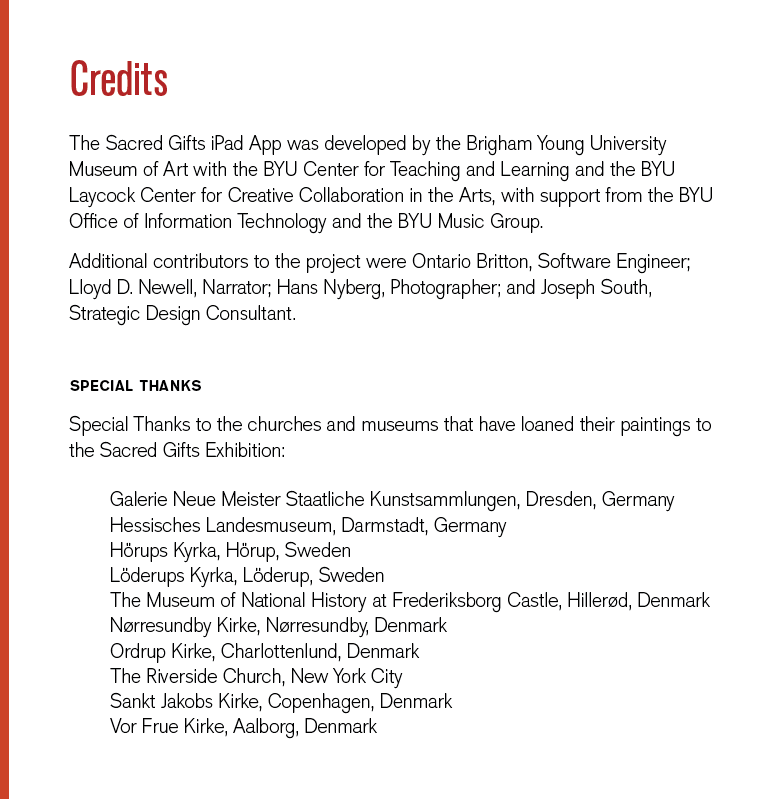 Credits
The Sacred Gifts iPad App was developed by the Brigham Young University
Museum of Art with the BYU Center for Teaching and Learning and the BYU
Laycock Center for Creative Collaboration in the Arts, with support from the BYU
Office of Information Technology and the BYU Music Group.
Additional contributors to the project were Ontario Britton, Software Engineer;
Lloyd D. Newell, Narrator; Hans Nyberg, Photographer; and Joseph South,
Strategic Design Consultant.
SPECIAL THANKS
Special Thanks to the churches and museums that have loaned their paintings to
the Sacred Gifts Exhibition:
Galerie Neue Meister Staatliche Kunstsammlungen, Dresden, Germany
Hessisches Landesmuseum, Darmstadt, Germany
Hörups Kyrka, Hörup, Sweden
Löderups Kyrka, Löderup, Sweden
The Museum of National History at Frederiksborg Castle, Hillerød, Denmark
Nørresundby Kirke, Nørresundby, Denmark
Ordrup Kirke, Charlottenlund, Denmark
The Riverside Church, New York City
Sankt Jakobs Kirke, Copenhagen, Denmark
Vor Frue Kirke, Aalborg, Denmark